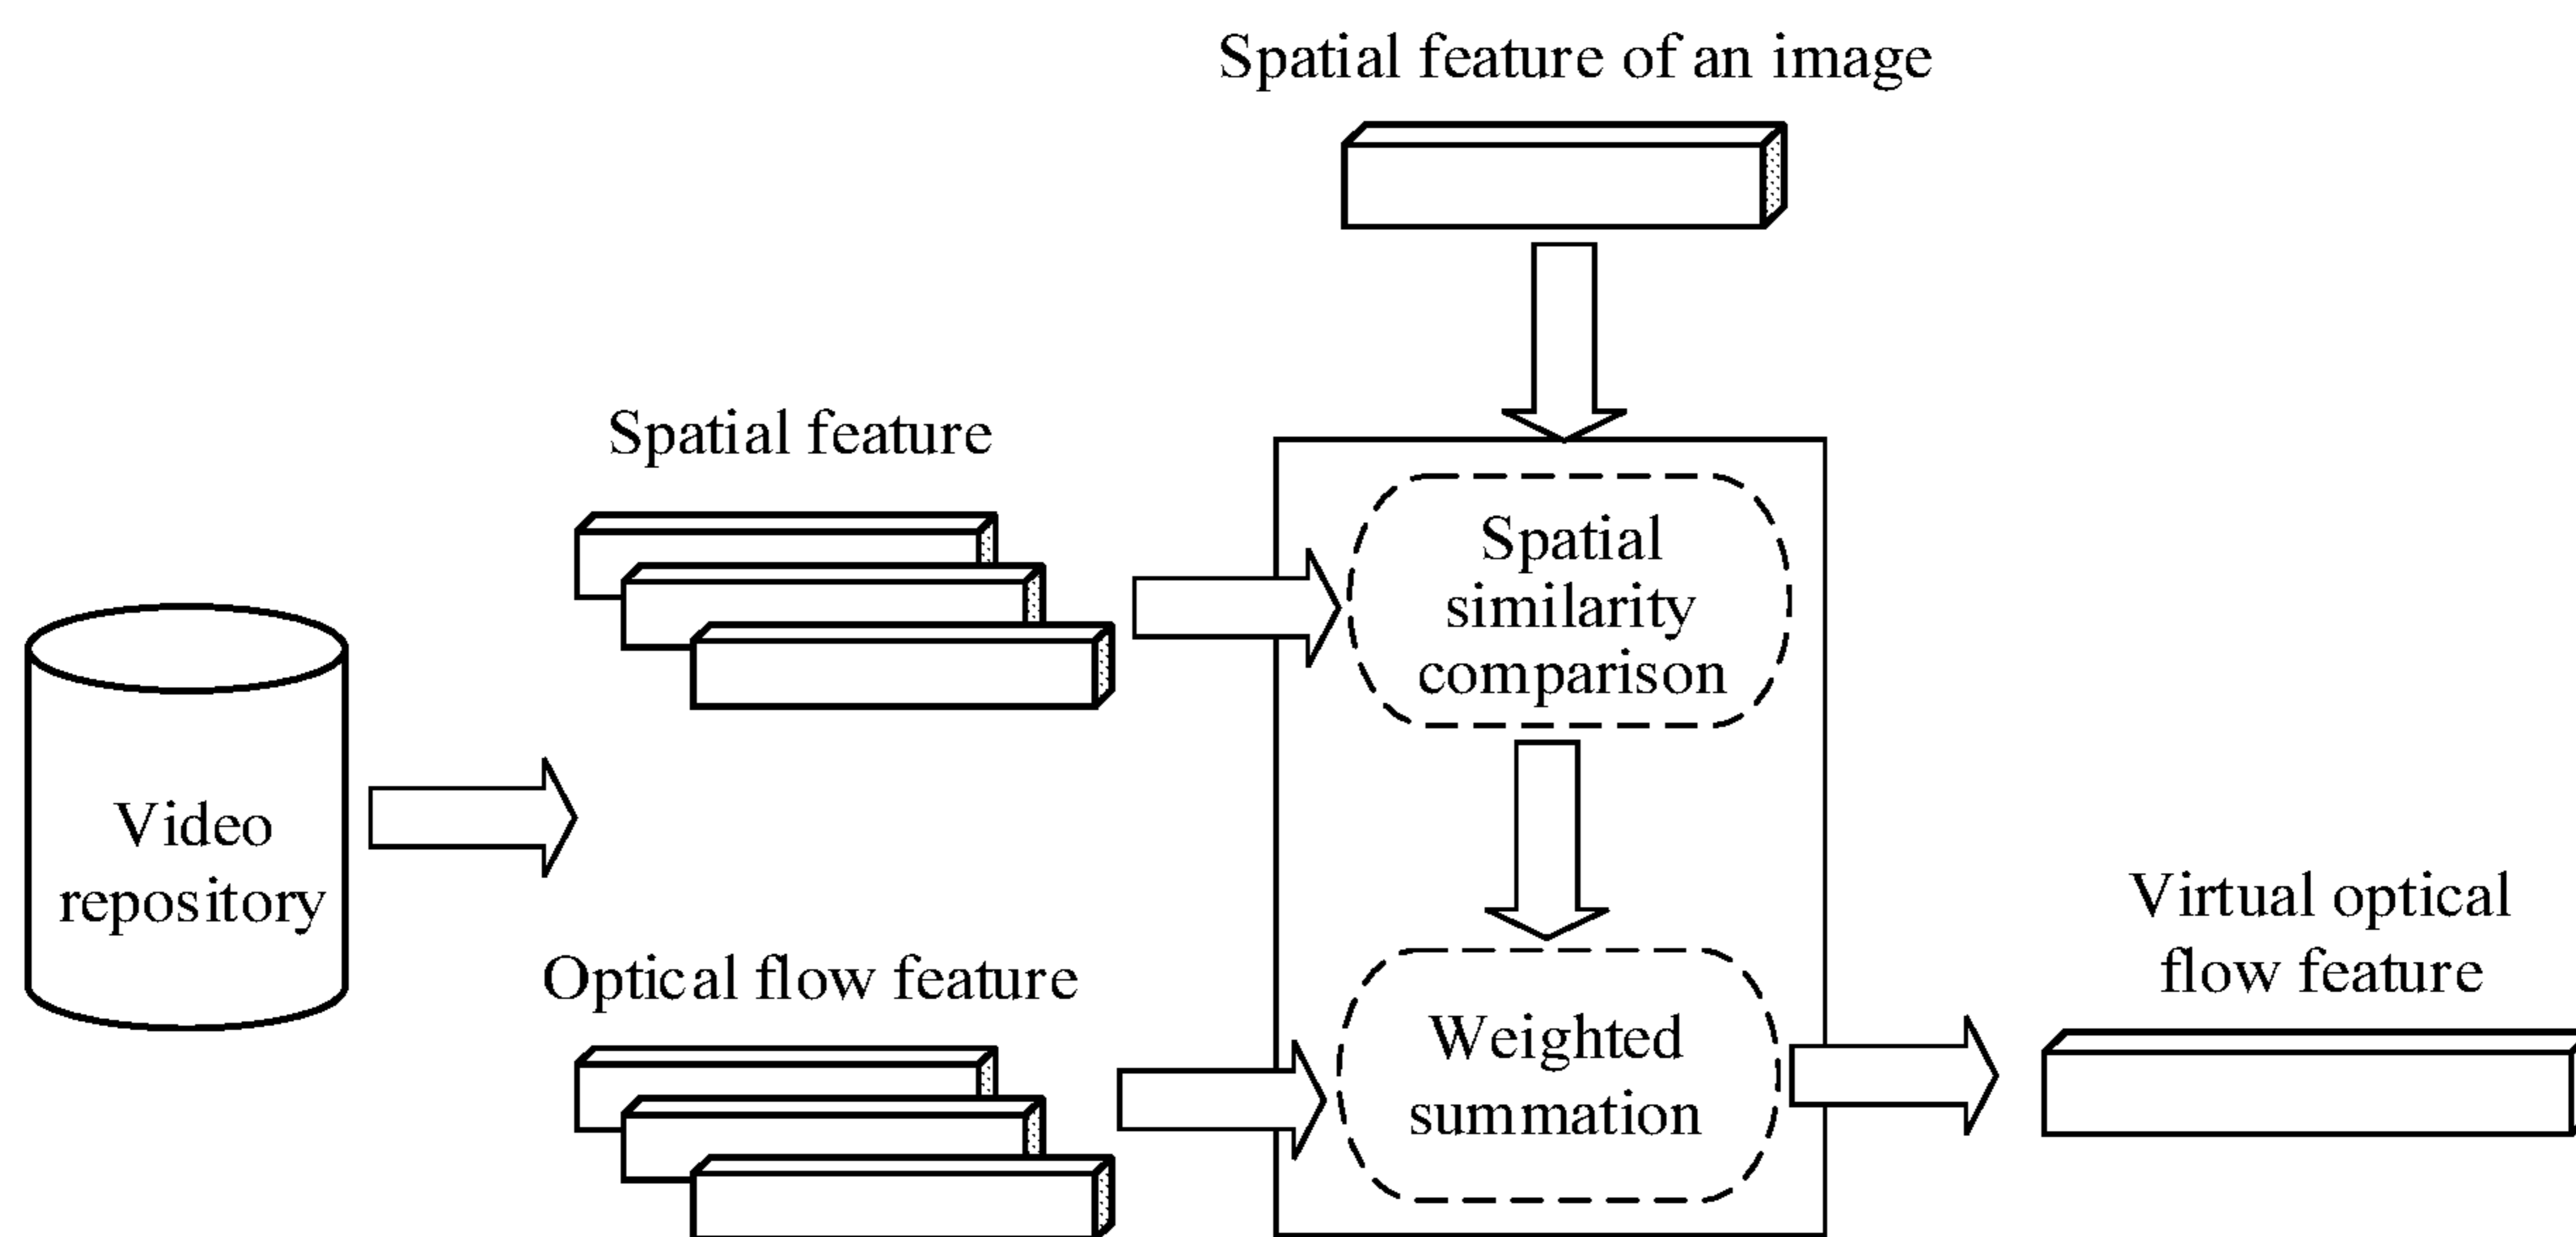 Spatial feature of an image
Spatial feature
Spatial
similarity
comparison
Video
repository
Optical flow feature
Weighted
summation
Virtual optical
flow feature